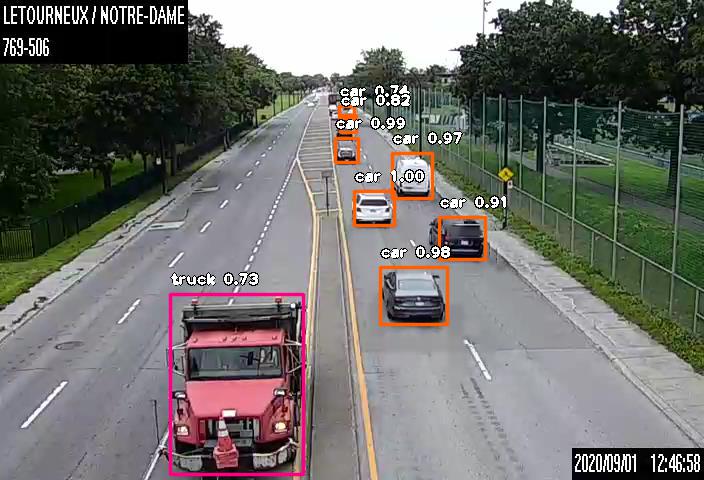 LETOURNEUX / NOTRE-DAME
769-506
car 0.74
car 0.82
car 0.99
car 0.97
car 1.00
car 0.91
car 0.98
truck 0.73
2020/09/01 12:46:58